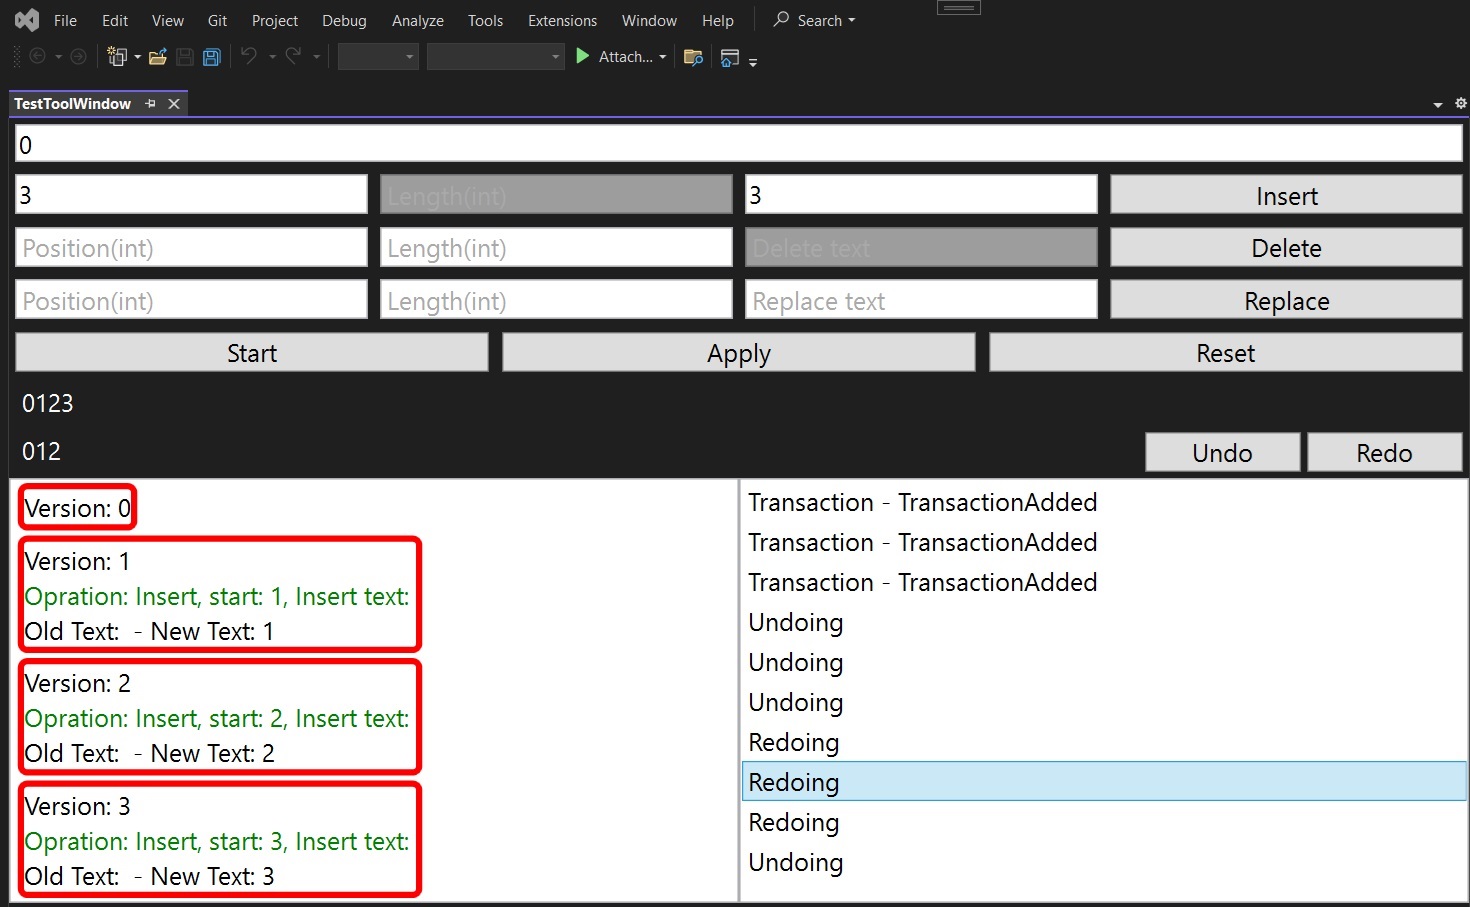 File Edit View Git Project Debug Analyze Tools Extensions Window Help Search
Attach...
TestToolWindow
0
3 Length(int) 3 Insert
Position(int) Length(int) Delete text Delete
Position(int) Length(int) Replace text Replace
Start Apply Reset
0123
012 Undo Redo
Version: 0
Version: 1
Opration: Insert, start: 1, Insert text:
Old Text:  - New Text: 1
Version: 2
Opration: Insert, start: 2, Insert text:
Old Text:  - New Text: 2
Version: 3
Opration: Insert, start: 3, Insert text:
Old Text:  - New Text: 3
Transaction - TransactionAdded
Transaction - TransactionAdded
Transaction - TransactionAdded
Undoing
Undoing
Undoing
Redoing
Redoing
Redoing
Undoing